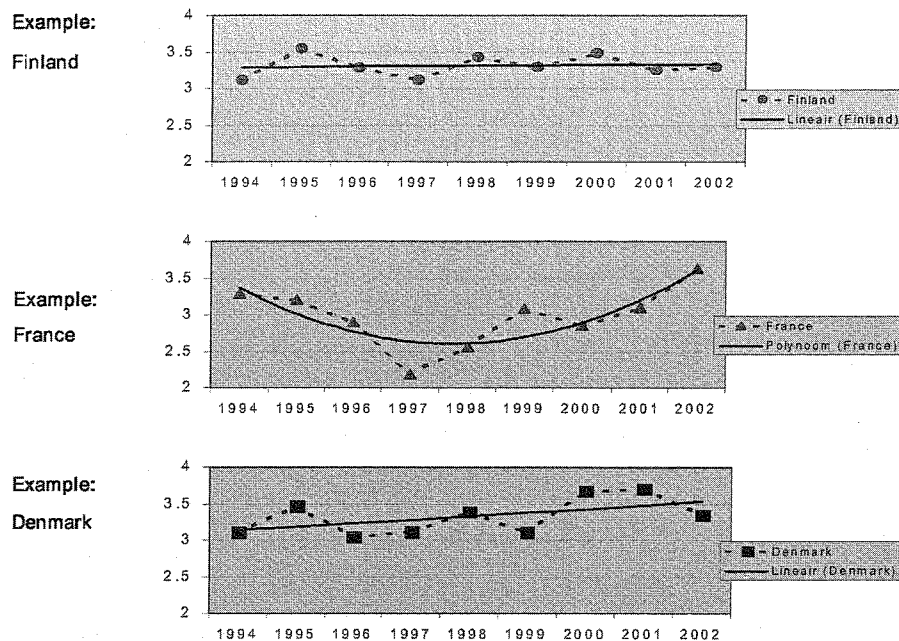 Example:
Finland
4
3.5
3
2.5
2
1994 1995 1996 1997 1998 1999 2000 2001 2002
Finland
Lineair (Finland)
Example:
France
4
3.5
3
2.5
2
1994 1995 1996 1997 1998 1999 2000 2001 2002
France
Polynoom (France)
Example:
Denmark
4
3.5
3
2.5
2
1994 1995 1996 1997 1998 1999 2000 2001 2002
Denmark
Lineair (Denmark)